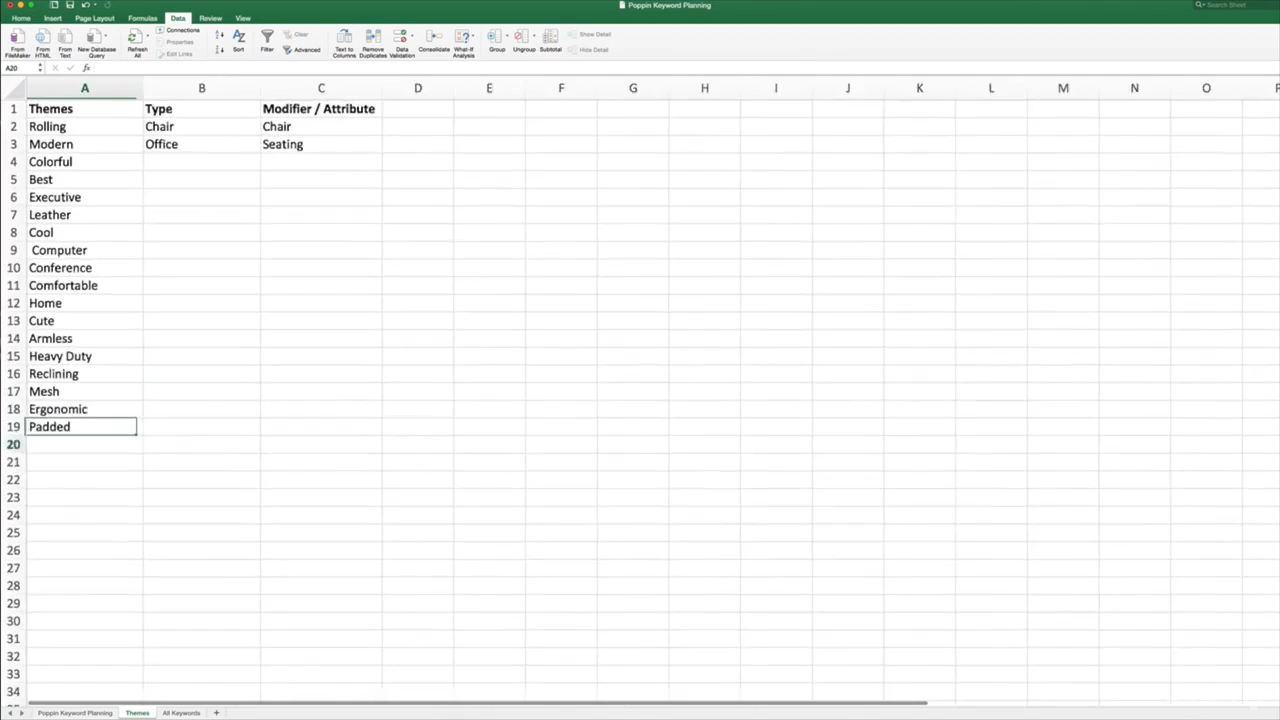 Poppin Keyword Planning
Search Sheet
Home Insert Page Layout Formulas Data Review View
From FileMaker
From HTML
From Text
New Database Query
Refresh All
Connections
Properties
Edit Links
Sort
Filter
Clear
Advanced
Text to Columns
Remove Duplicates
Data Validation
Consolidate
What-If Analysis
Group
Ungroup
Subtotal
Show Detail
Hide Detail
A20 fx
A B C D E F G H I J K L M N O P
1 Themes Type Modifier / Attribute
2 Rolling Chair Chair
3 Modern Office Seating
4 Colorful
5 Best
6 Executive
7 Leather
8 Cool
9 Computer
10 Conference
11 Comfortable
12 Home
13 Cute
14 Armless
15 Heavy Duty
16 Reclining
17 Mesh
18 Ergonomic
19 Padded
20
21
22
23
24
25
26
27
28
29
30
31
32
33
34
Poppin Keyword Planning Themes All Keywords +